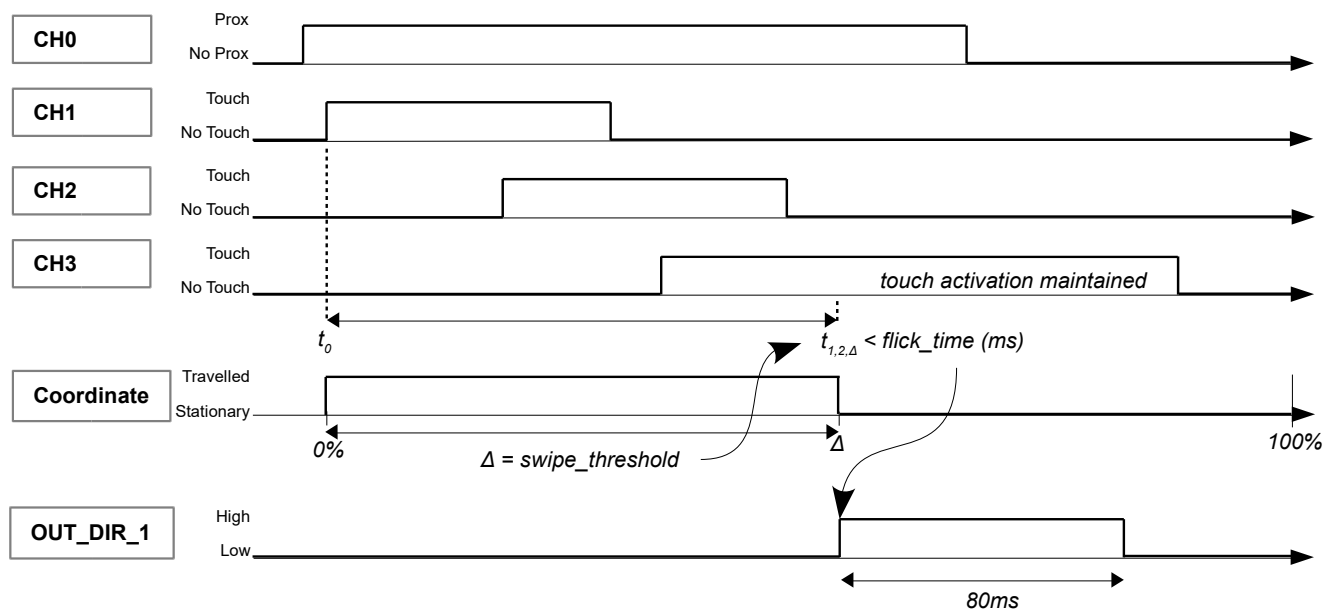 CH0
Prox
No Prox
CH1
Touch
No Touch
CH2
Touch
No Touch
CH3
Touch
No Touch
touch activation maintained
t0
t1,2,Δ < flick_time (ms)
Coordinate
Travelled
Stationary
0%
Δ
100%
Δ = swipe_threshold
OUT_DIR_1
High
Low
80ms